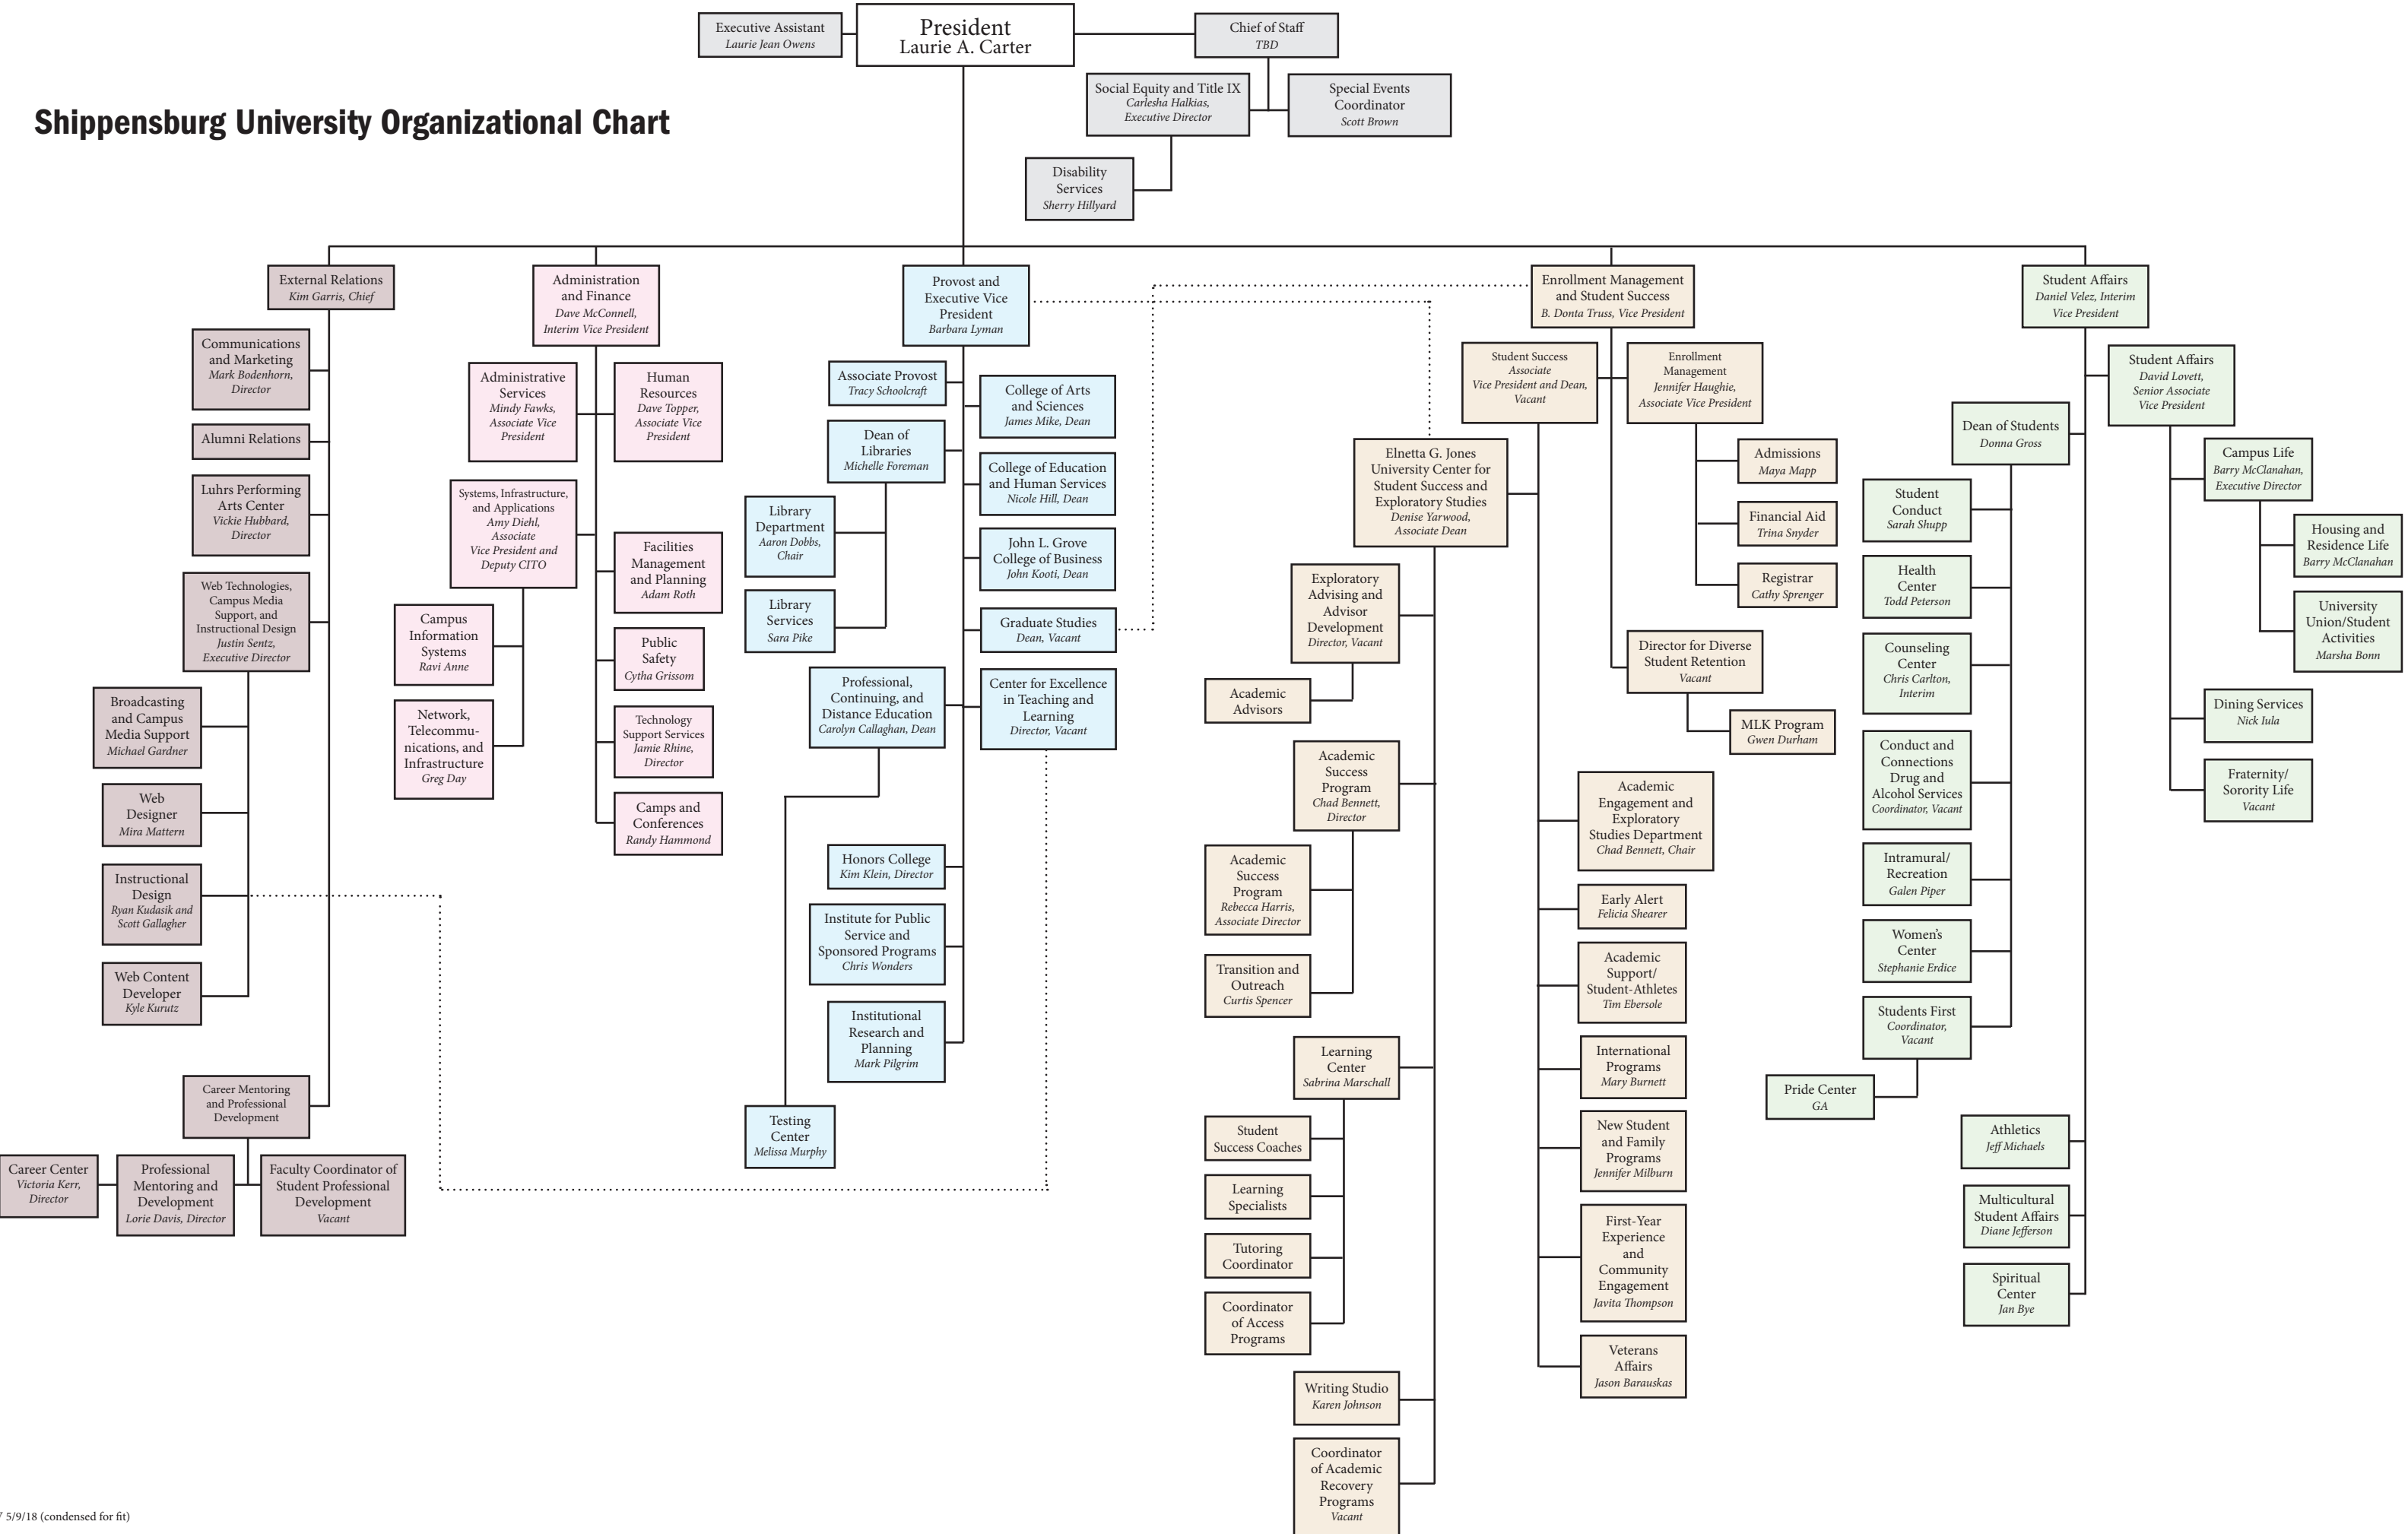 Executive Assistant
Laurie Jean Owens
President
Laurie A. Carter
Chief of Staff
TBD
Social Equity and Title IX
Carlesha Halkias,
Executive Director
Special Events
Coordinator
Scott Brown
Shippensburg University Organizational Chart
Disability
Services
Sherry Hillyard
External Relations
Kim Garris, Chief
Communications
and Marketing
Mark Bodenhorn,
Director
Alumni Relations
Luhrs Performing
Arts Center
Vickie Hubbard,
Director
Web Technologies,
Campus Media
Support, and
Instructional Design
Justin Sentz,
Executive Director
Broadcasting
and Campus
Media Support
Michael Gardner
Web
Designer
Mira Mattern
Instructional
Design
Ryan Kudasik and
Scott Gallagher
Web Content
Developer
Kyle Kurutz
Career Mentoring
and Professional
Development
Career Center
Victoria Kerr,
Director
Professional
Mentoring and
Development
Lorie Davis, Director
Faculty Coordinator of
Student Professional
Development
Vacant
Administration
and Finance
Dave McConnell,
Interim Vice President
Administrative
Services
Mindy Fawks,
Associate Vice
President
Human
Resources
Dave Topper,
Associate Vice
President
Systems, Infrastructure,
and Applications
Amy Diehl,
Associate
Vice President and
Deputy CITO
Campus
Information
Systems
Ravi Anne
Network,
Telecommu-
nications, and
Infrastructure
Greg Day
Facilities
Management
and Planning
Adam Roth
Public
Safety
Cytha Grissom
Technology
Support Services
Jamie Rhine,
Director
Camps and
Conferences
Randy Hammond
Provost and
Executive Vice
President
Barbara Lyman
Associate Provost
Tracy Schoolcraft
Dean of
Libraries
Michelle Foreman
Library
Department
Aaron Dobbs,
Chair
Library
Services
Sara Pike
College of Arts
and Sciences
James Mike, Dean
College of Education
and Human Services
Nicole Hill, Dean
John L. Grove
College of Business
John Kooti, Dean
Graduate Studies
Dean, Vacant
Professional,
Continuing, and
Distance Education
Carolyn Callaghan, Dean
Center for Excellence
in Teaching and
Learning
Director, Vacant
Honors College
Kim Klein, Director
Institute for Public
Service and
Sponsored Programs
Chris Wonders
Institutional
Research and
Planning
Mark Pilgrim
Testing
Center
Melissa Murphy
Enrollment Management
and Student Success
B. Donta Truss, Vice President
Student Success
Associate
Vice President and Dean,
Vacant
Enrollment
Management
Jennifer Haughie,
Associate Vice President
Admissions
Maya Mapp
Financial Aid
Trina Snyder
Registrar
Cathy Sprenger
Director for Diverse
Student Retention
Vacant
MLK Program
Gwen Durham
Elnetta G. Jones
University Center for
Student Success and
Exploratory Studies
Denise Yarwood,
Associate Dean
Exploratory
Advising and
Advisor
Development
Director, Vacant
Academic
Advisors
Academic
Success
Program
Chad Bennett,
Director
Academic
Success
Program
Rebecca Harris,
Associate Director
Transition and
Outreach
Curtis Spencer
Learning
Center
Sabrina Marschall
Student
Success Coaches
Learning
Specialists
Tutoring
Coordinator
Coordinator
of Access
Programs
Writing Studio
Karen Johnson
Coordinator
of Academic
Recovery
Programs
Vacant
Academic
Engagement and
Exploratory
Studies Department
Chad Bennett, Chair
Early Alert
Felicia Shearer
Academic
Support/
Student-Athletes
Tim Ebersole
International
Programs
Mary Burnett
New Student
and Family
Programs
Jennifer Milburn
First-Year
Experience
and
Community
Engagement
Javita Thompson
Veterans
Affairs
Jason Barauskas
Student Affairs
Daniel Velez, Interim
Vice President
Student Affairs
David Lovett,
Senior Associate
Vice President
Dean of Students
Donna Gross
Student
Conduct
Sarah Shupp
Health
Center
Todd Peterson
Counseling
Center
Chris Carlton,
Interim
Conduct and
Connections
Drug and
Alcohol Services
Coordinator, Vacant
Intramural/
Recreation
Galen Piper
Women's
Center
Stephanie Erdice
Students First
Coordinator,
Vacant
Pride Center
GA
Campus Life
Barry McClanahan,
Executive Director
Housing and
Residence Life
Barry McClanahan
University
Union/Student
Activities
Marsha Bonn
Dining Services
Nick Iula
Fraternity/
Sorority Life
Vacant
Athletics
Jeff Michaels
Multicultural
Student Affairs
Diane Jefferson
Spiritual
Center
Jan Bye
5/9/18 (condensed for fit)